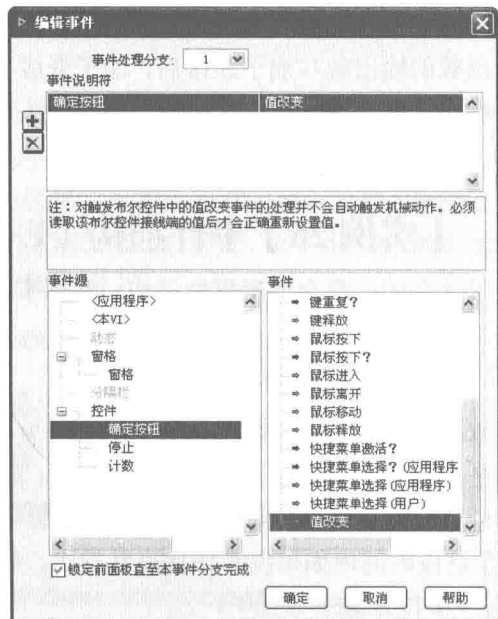 编辑事件
事件处理分支: 1
事件说明符
确定按钮 值改变
注:对触发布尔控件中的值改变事件的处理并不会自动触发机械动作。必须
读取该布尔控件接线端的值后才会正确重新设置值。
事件源
<应用程序>
<本VI>
动态
窗格
窗格
分隔栏
控件
确定按钮
停止
计数
事件
键重复?
键释放
鼠标按下
鼠标按下?
鼠标进入
鼠标离开
鼠标移动
鼠标释放
快捷菜单激活?
快捷菜单选择?(应用程序
快捷菜单选择(应用程序)
快捷菜单选择(用户)
值改变
锁定前面板直至本事件分支完成
确定 取消 帮助